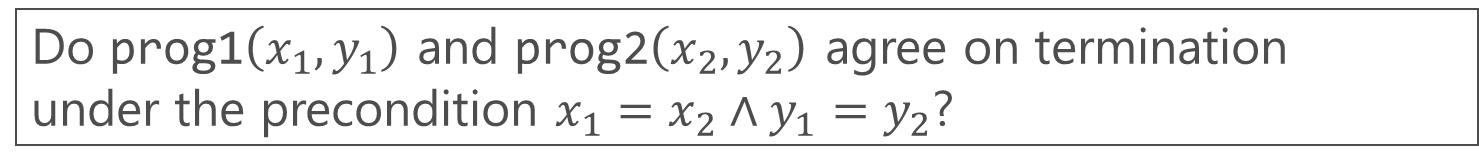 Do prog1(𝑥₁, 𝑦₁) and prog2(𝑥₂, 𝑦₂) agree on termination
under the precondition 𝑥₁ = 𝑥₂ ∧ 𝑦₁ = 𝑦₂?